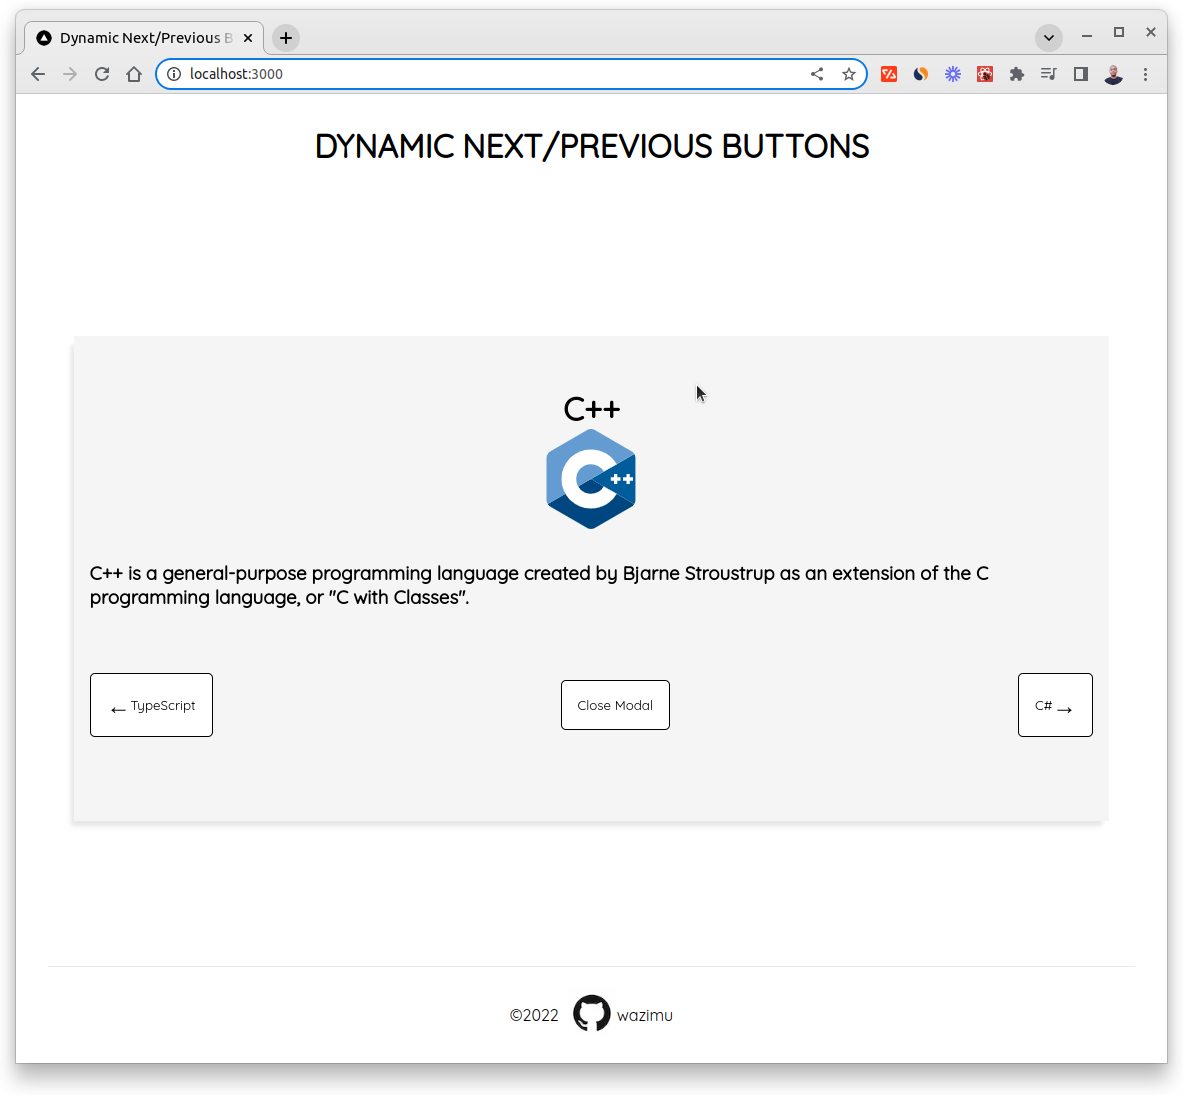 Dynamic Next/Previous B
localhost:3000
DYNAMIC NEXT/PREVIOUS BUTTONS
C++
C++
C++ is a general-purpose programming language created by Bjarne Stroustrup as an extension of the C
programming language, or "C with Classes".
← TypeScript
Close Modal
C# →
©2022 wazimu